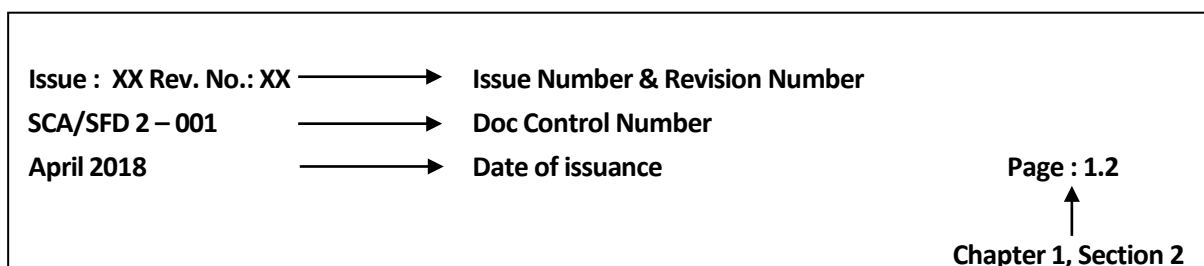 Issue : XX Rev. No.: XX Issue Number & Revision Number
SCA/SFD 2 – 001 Doc Control Number
April 2018 Date of issuance Page : 1.2
Chapter 1, Section 2